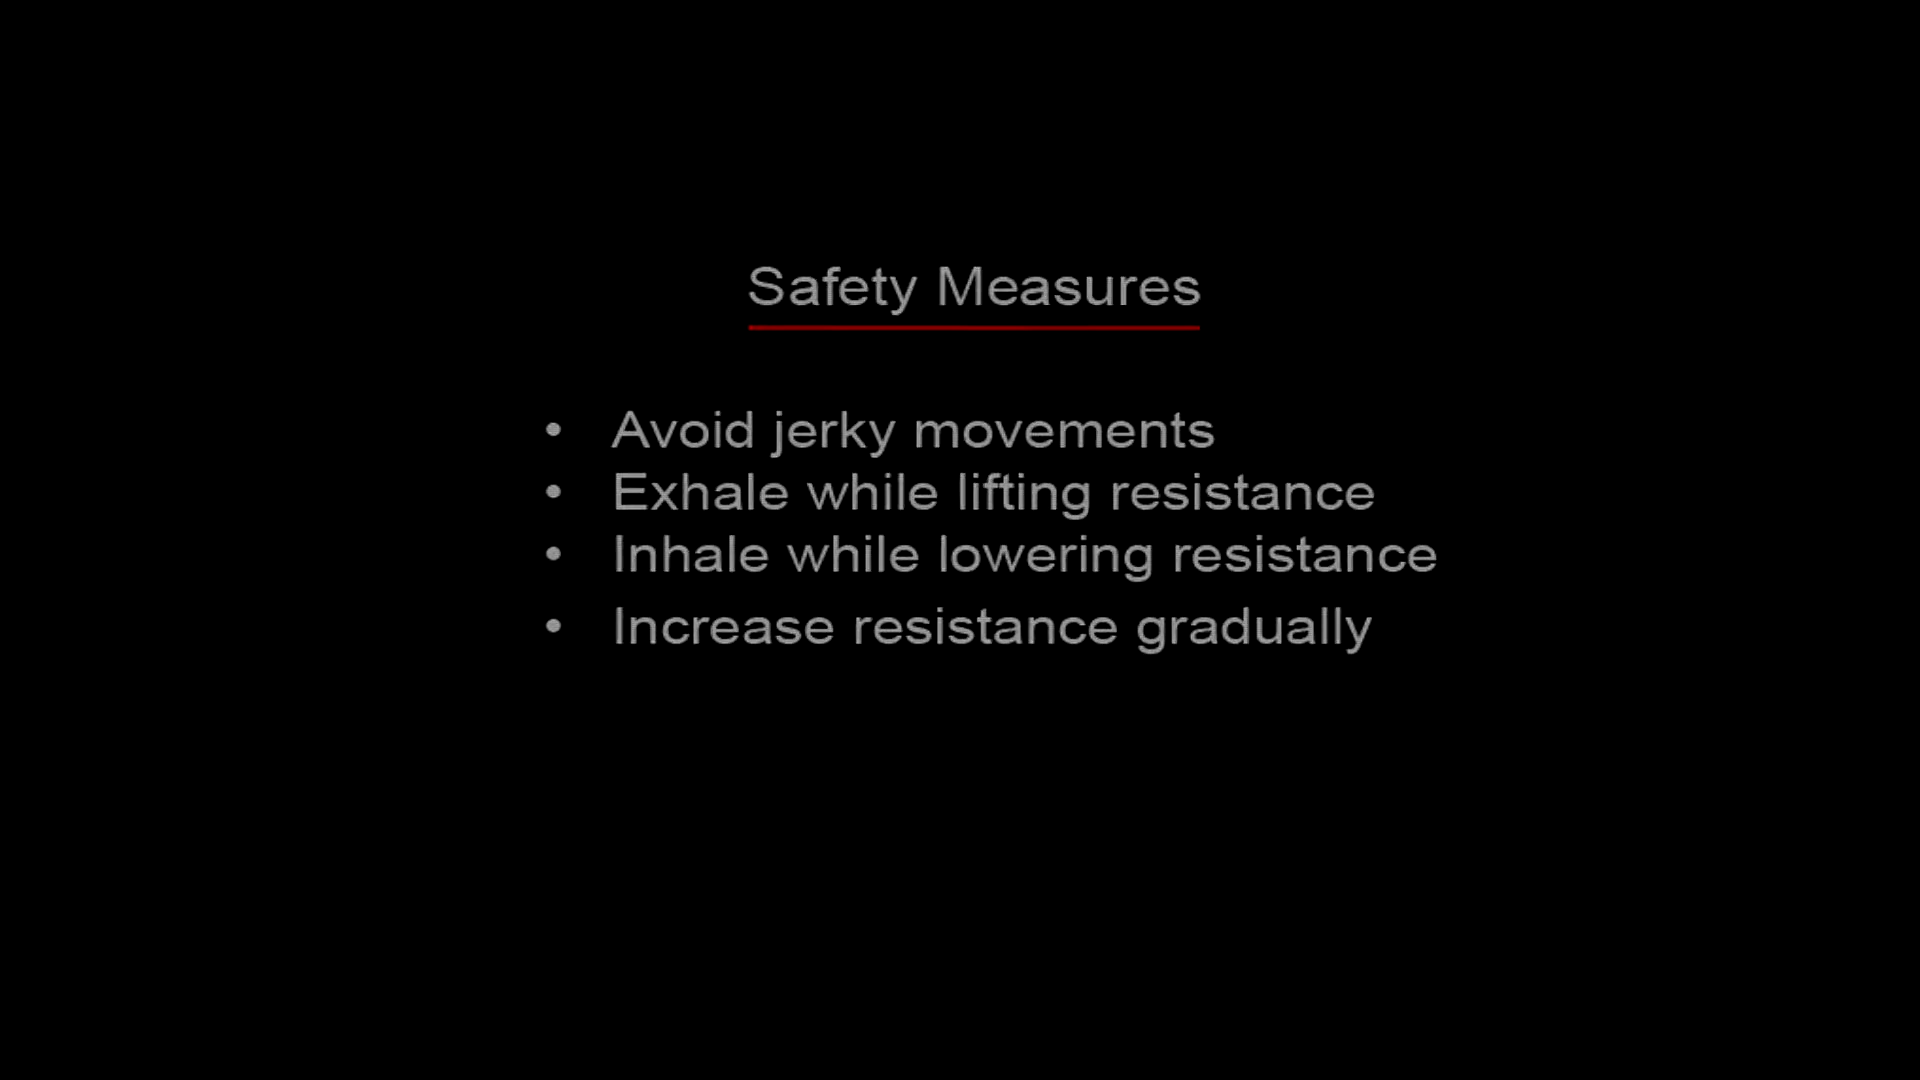 Safety Measures
• Avoid jerky movements
• Exhale while lifting resistance
• Inhale while lowering resistance
• Increase resistance gradually